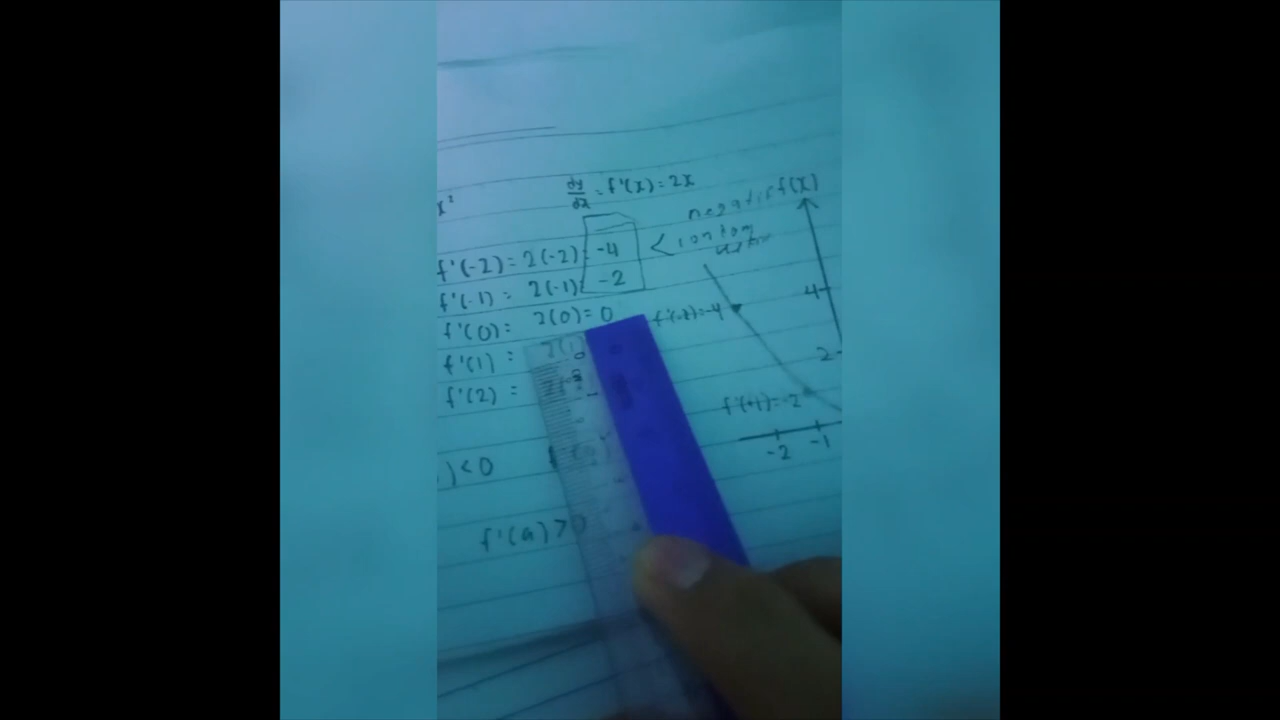 x²
dy/dx = f'(x) = 2x
f'(-2) = 2(-2) = -4
f'(-1) = 2(-1) = -2
f'(0) = 2(0) = 0
f'(1) =
f'(2) =
) < 0
f'(a) > 0
negatif
f(x)
4
f'(-2) = -4
2
f'(-1) = -2
-2 -1